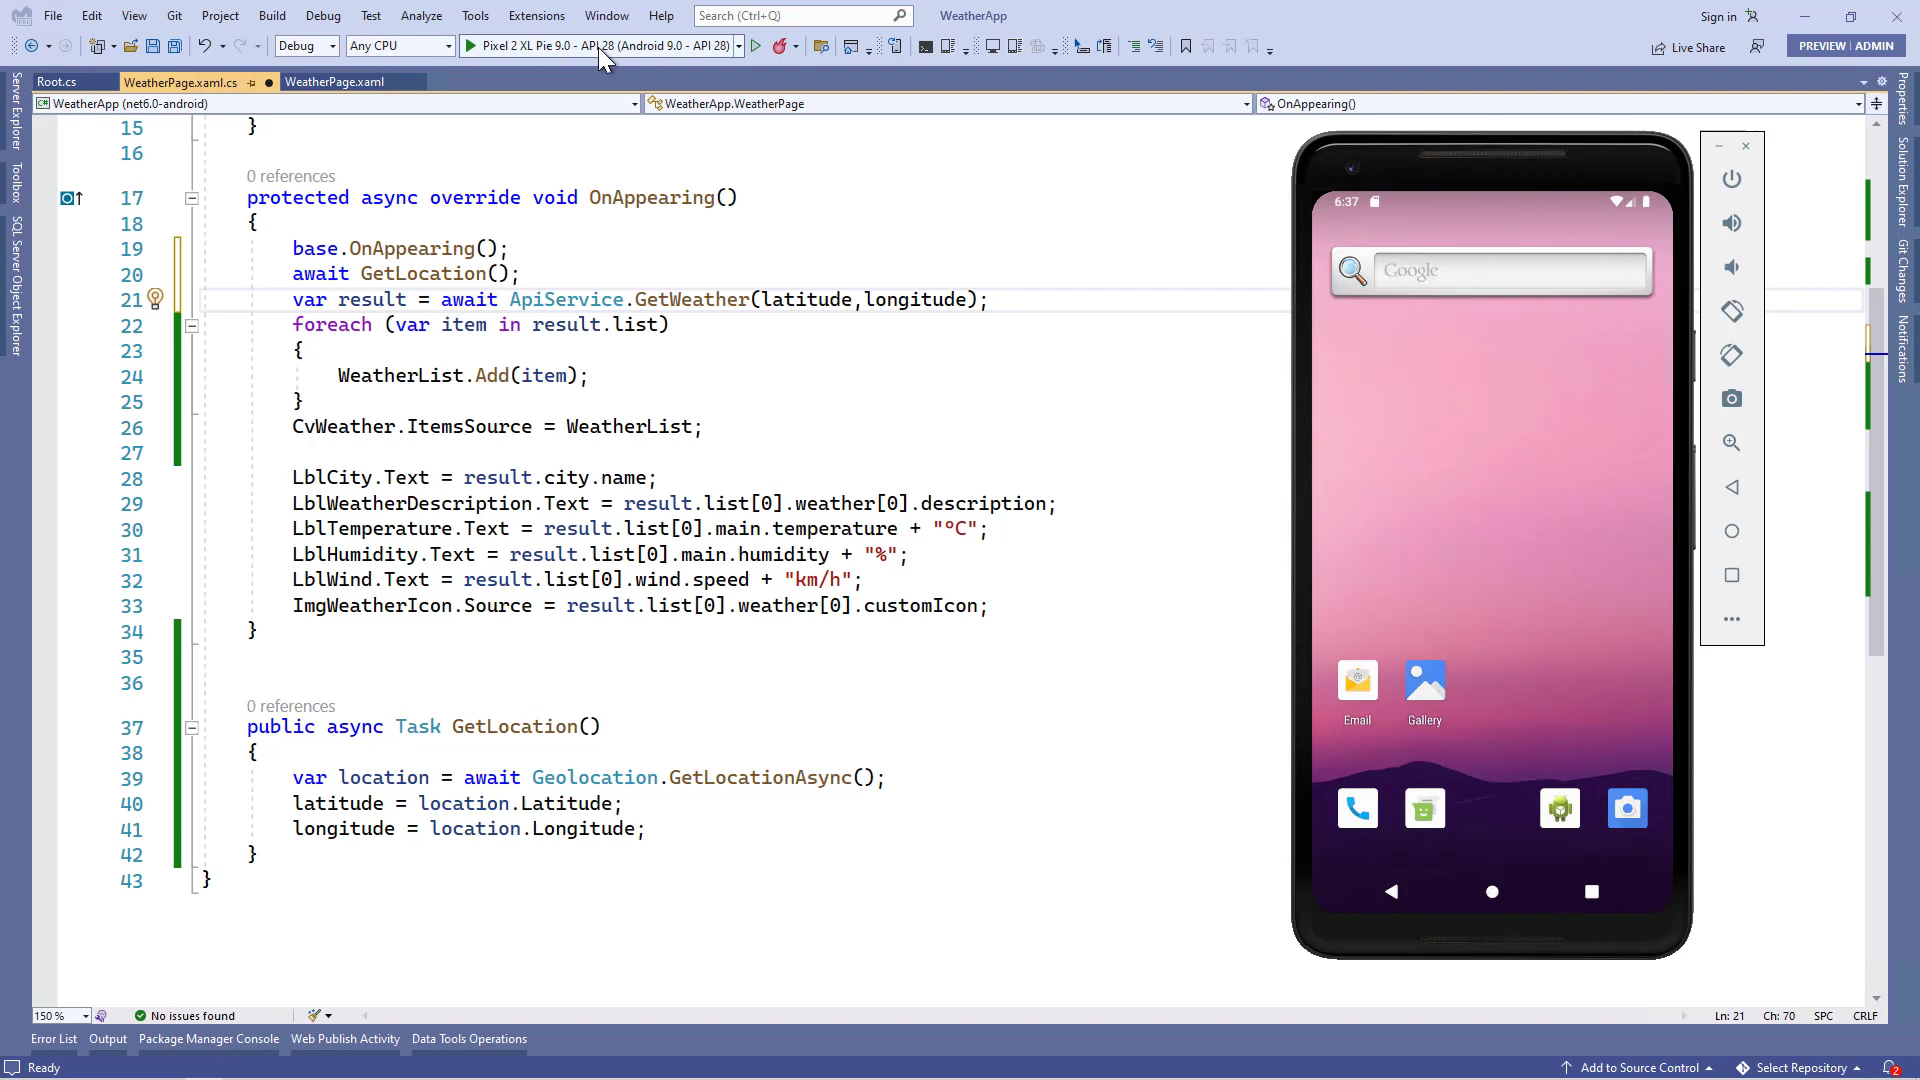 File Edit View Git Project Build Debug Test Analyze Tools Extensions Window Help Search (Ctrl+Q) WeatherApp Sign in
Debug Any CPU Pixel 2 XL Pie 9.0 - API 28 (Android 9.0 - API 28) Live Share PREVIEW ADMIN
Root.cs WeatherPage.xaml.cs WeatherPage.xaml
WeatherApp (net6.0-android) WeatherApp.WeatherPage OnAppearing()
Server Explorer
Toolbox
SQL Server Object Explorer
15 }
16
0 references
17 protected async override void OnAppearing()
18 {
19 base.OnAppearing();
20 await GetLocation();
21 var result = await ApiService.GetWeather(latitude,longitude);
22 foreach (var item in result.list)
23 {
24 WeatherList.Add(item);
25 }
26 CvWeather.ItemsSource = WeatherList;
27
28 LblCity.Text = result.city.name;
29 LblWeatherDescription.Text = result.list[0].weather[0].description;
30 LblTemperature.Text = result.list[0].main.temperature + "°C";
31 LblHumidity.Text = result.list[0].main.humidity + "%";
32 LblWind.Text = result.list[0].wind.speed + "km/h";
33 ImgWeatherIcon.Source = result.list[0].weather[0].customIcon;
34 }
35
36
0 references
37 public async Task GetLocation()
38 {
39 var location = await Geolocation.GetLocationAsync();
40 latitude = location.Latitude;
41 longitude = location.Longitude;
42 }
43 }
6:37
Google
Email Gallery
Properties
Solution Explorer
Git Changes
Notifications
150 % No issues found Ln: 21 Ch: 70 SPC CRLF
Error List Output Package Manager Console Web Publish Activity Data Tools Operations
Ready Add to Source Control Select Repository 2